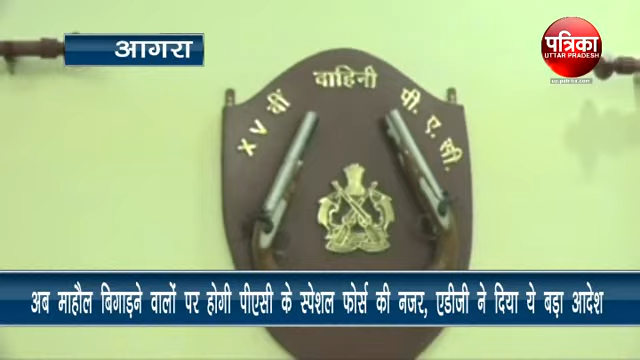 आगरा
पत्रिका
UTTAR PRADESH
XV वीं वाहिनी पी. ए. सी.
अब माहौल बिगाड़ने वालों पर होगी पीएसी के स्पेशल फोर्स की नजर, एडीजी ने दिया ये बड़ा आदेश